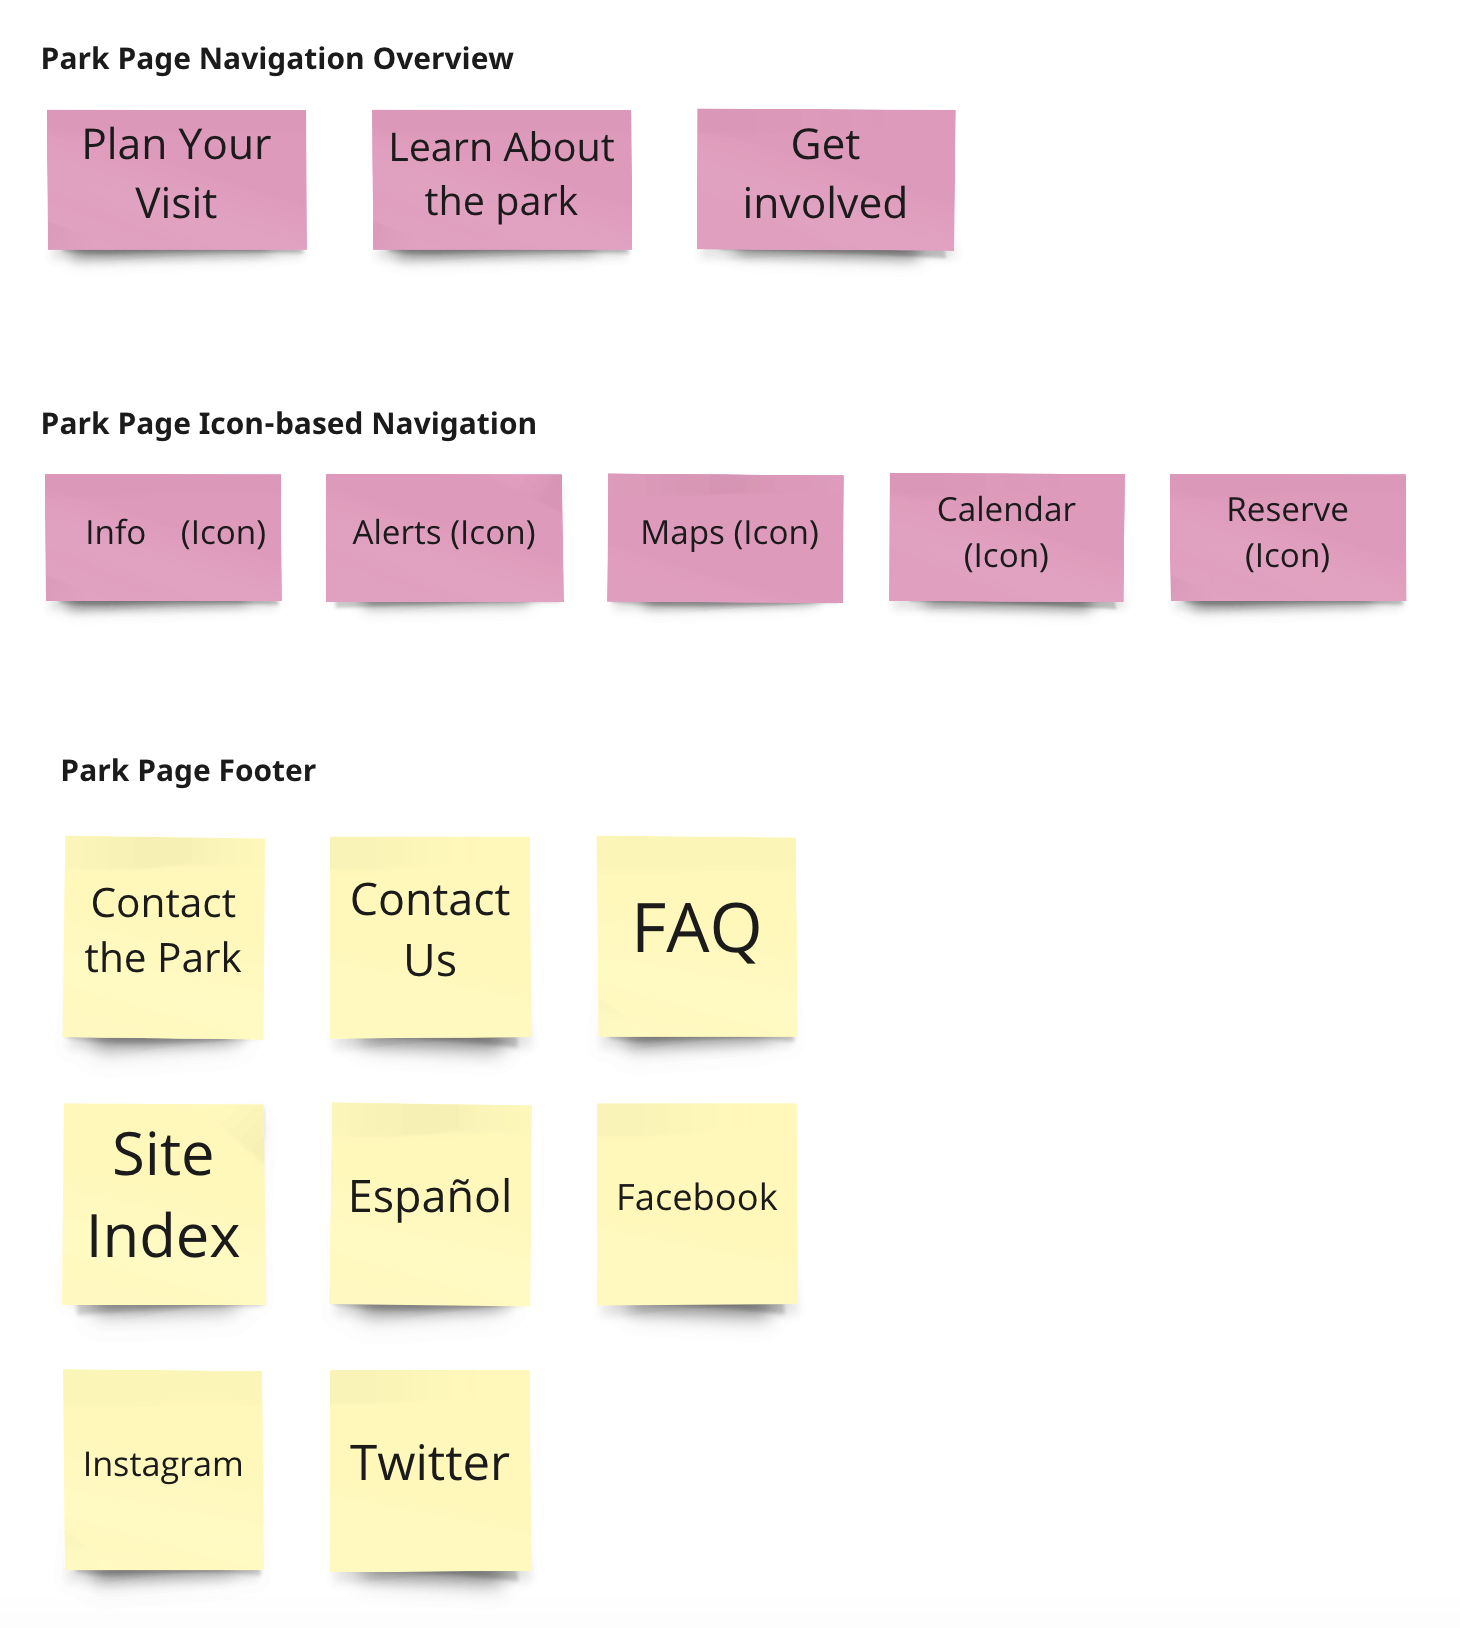 Park Page Navigation Overview
Plan Your
Visit
Learn About
the park
Get
involved
Park Page Icon-based Navigation
Info (Icon)
Alerts (Icon)
Maps (Icon)
Calendar
(Icon)
Reserve
(Icon)
Park Page Footer
Contact
the Park
Contact
Us
FAQ
Site
Index
Español
Facebook
Instagram
Twitter